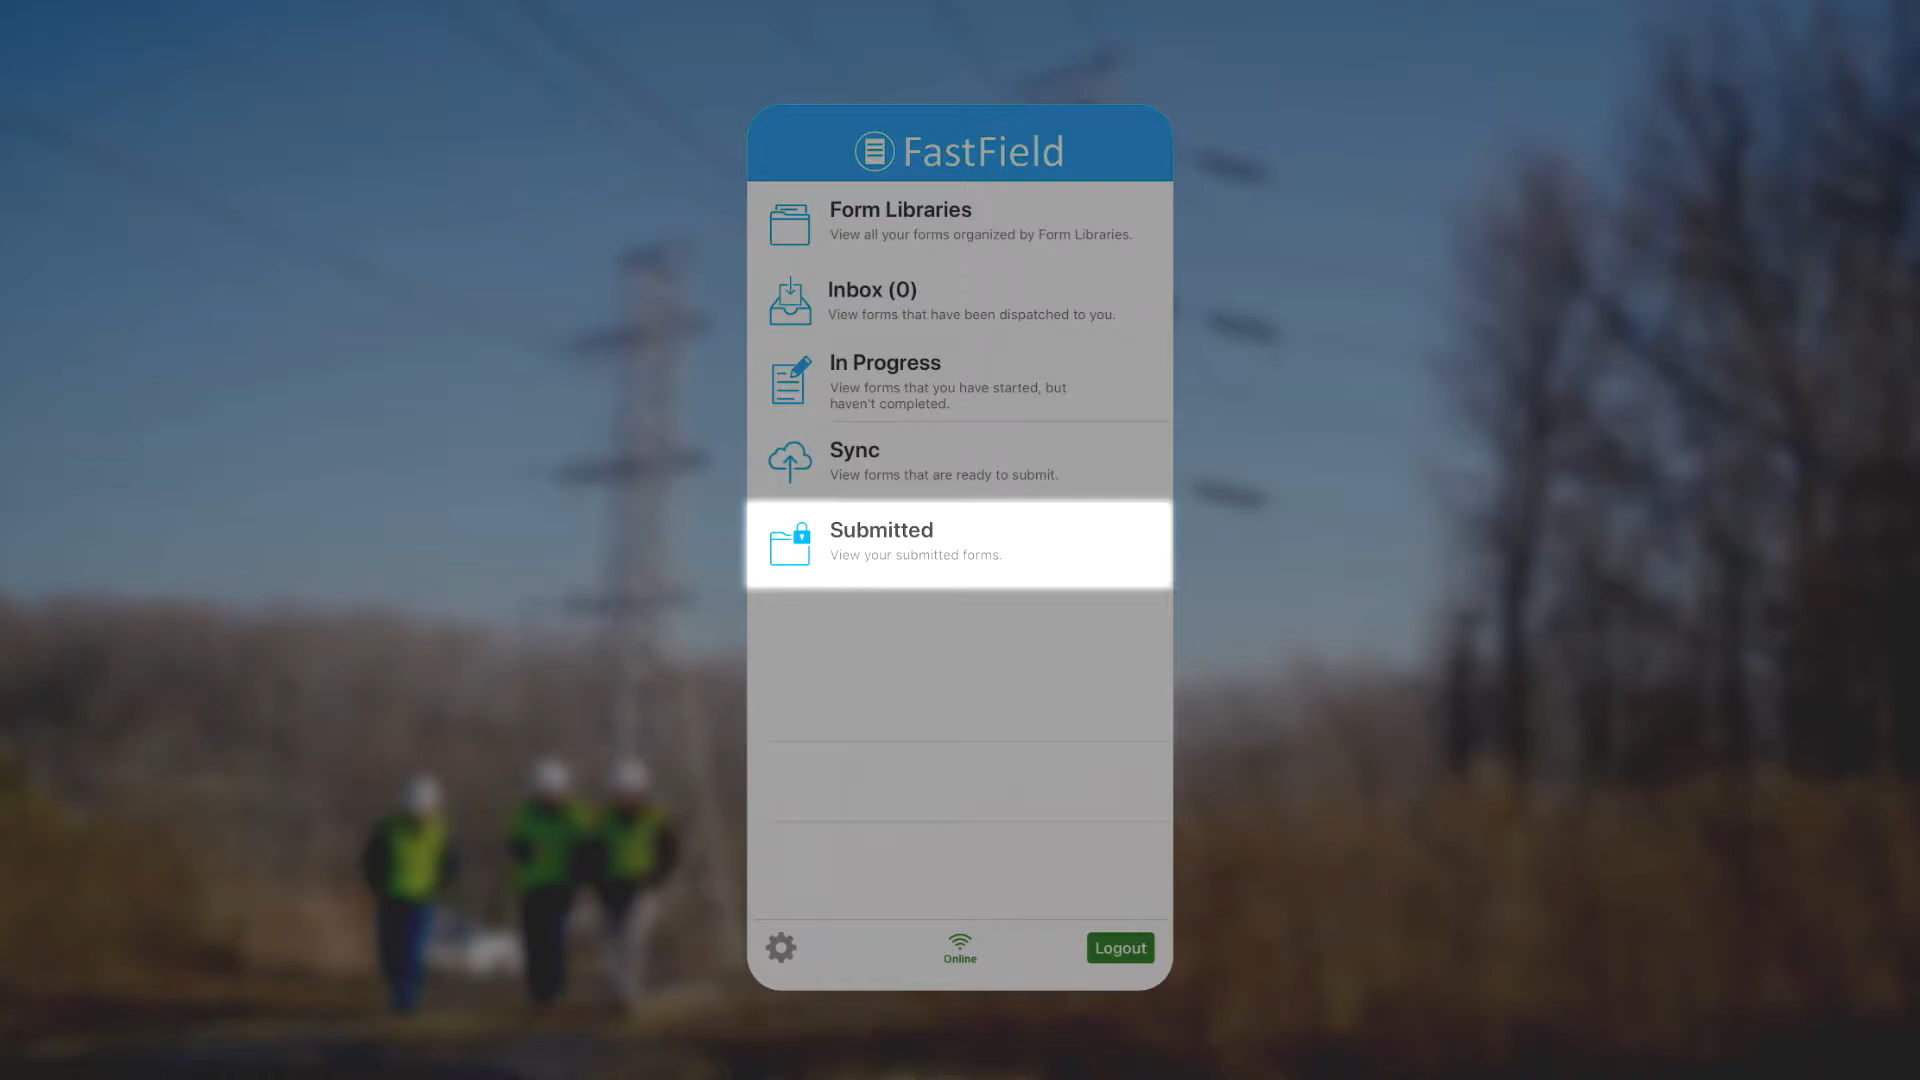 FastField
Form Libraries
View all your forms organized by Form Libraries.
Inbox (0)
View forms that have been dispatched to you.
In Progress
View forms that you have started, but
haven't completed.
Sync
View forms that are ready to submit.
Submitted
View your submitted forms.
Online
Logout